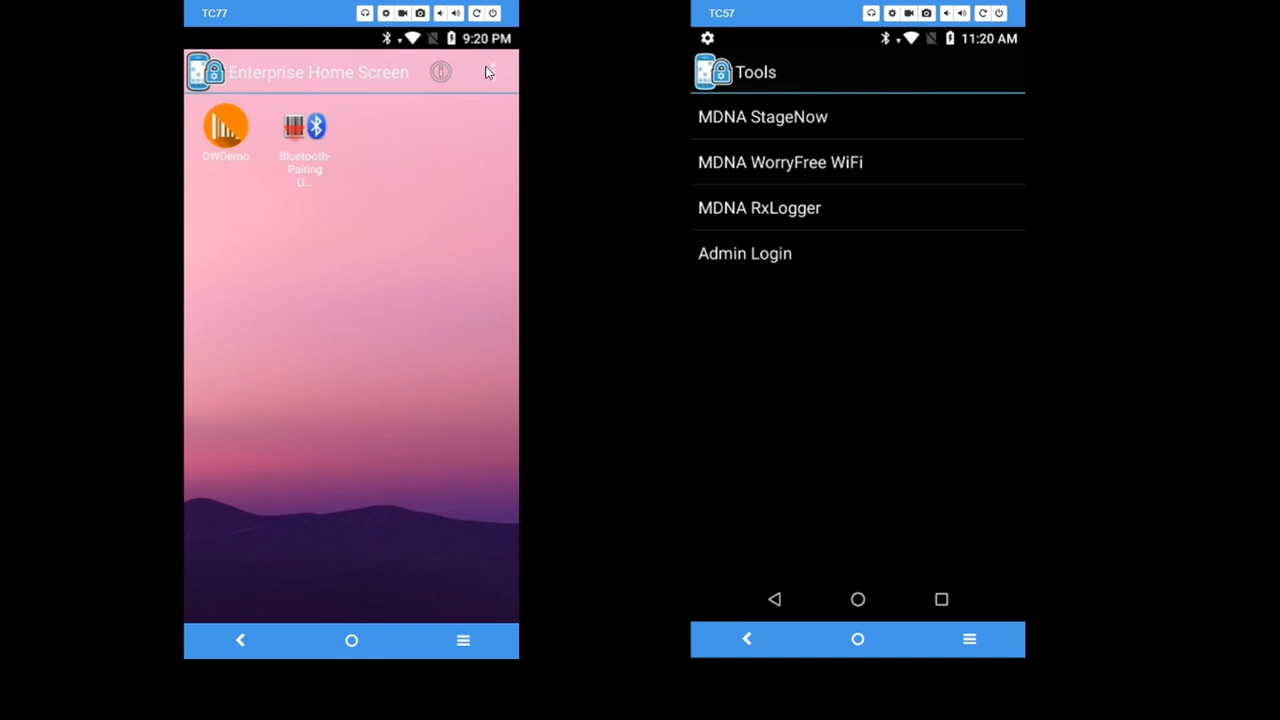 TC77
9:20 PM
Enterprise Home Screen
DWDemo
Bluetooth-
Pairing
U...
TC57
11:20 AM
Tools
MDNA StageNow
MDNA WorryFree WiFi
MDNA RxLogger
Admin Login